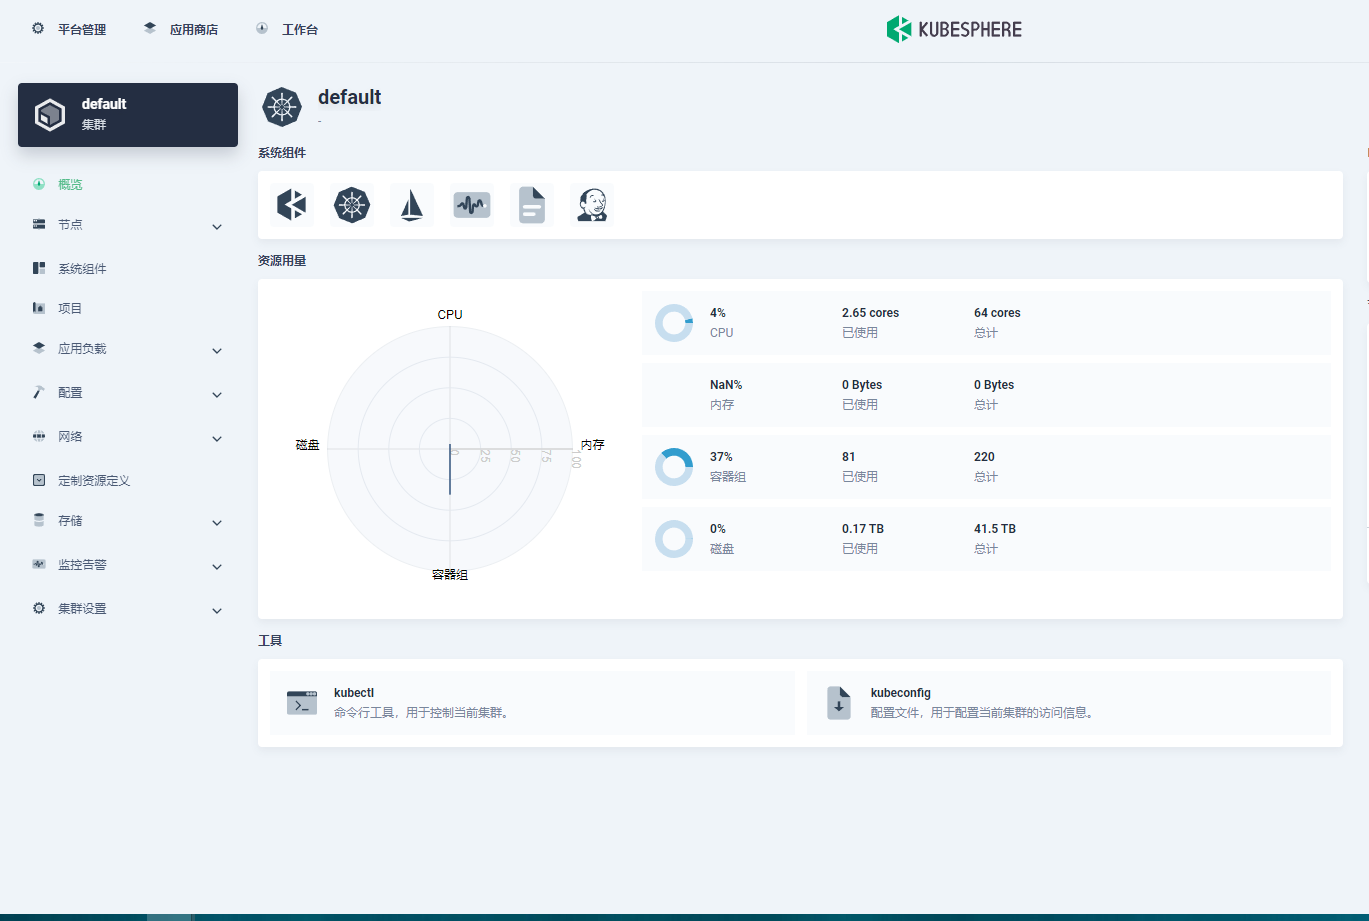 平台管理
应用商店
工作台
KUBESPHERE
default
集群
概览
节点
系统组件
项目
应用负载
配置
网络
定制资源定义
存储
监控告警
集群设置
default
-
系统组件
资源用量
CPU
内存
容器组
磁盘
0
25
50
75
100
4%
CPU
2.65 cores
已使用
64 cores
总计
NaN%
内存
0 Bytes
已使用
0 Bytes
总计
37%
容器组
81
已使用
220
总计
0%
磁盘
0.17 TB
已使用
41.5 TB
总计
工具
kubectl
命令行工具，用于控制当前集群。
kubeconfig
配置文件，用于配置当前集群的访问信息。